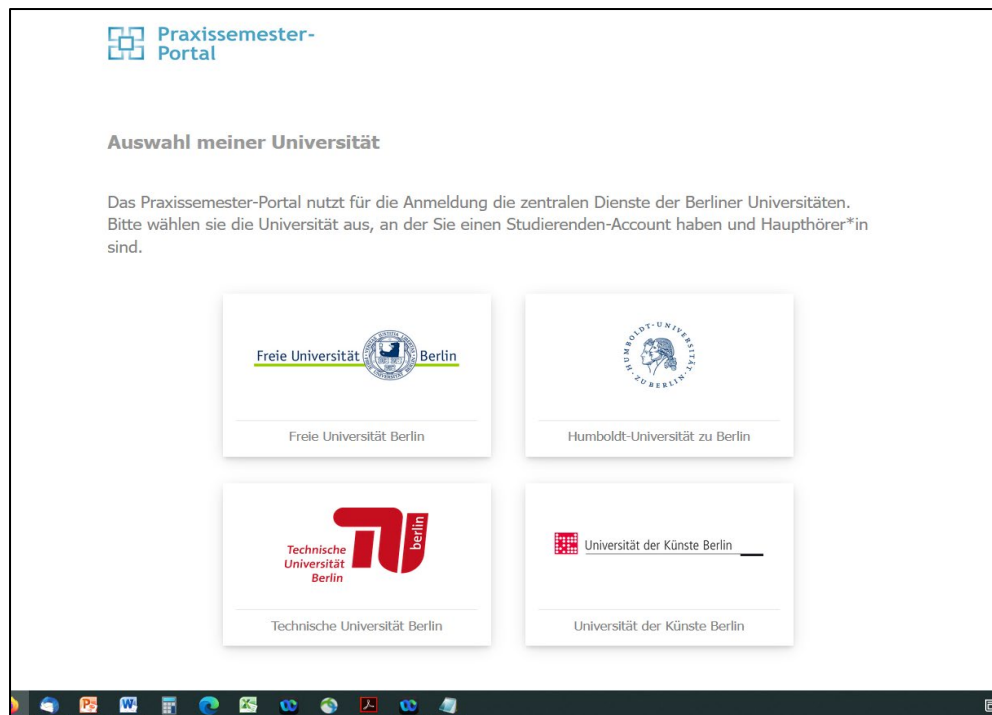 Praxissemester-
Portal
Auswahl meiner Universität
Das Praxissemester-Portal nutzt für die Anmeldung die zentralen Dienste der Berliner Universitäten.
Bitte wählen sie die Universität aus, an der Sie einen Studierenden-Account haben und Haupthörer*in
sind.
Freie Universität Berlin
Freie Universität Berlin
HUMBOLDT-UNIVERSITÄT ZU BERLIN
Humboldt-Universität zu Berlin
Technische
Universität
Berlin
berlin
Technische Universität Berlin
Universität der Künste Berlin
Universität der Künste Berlin